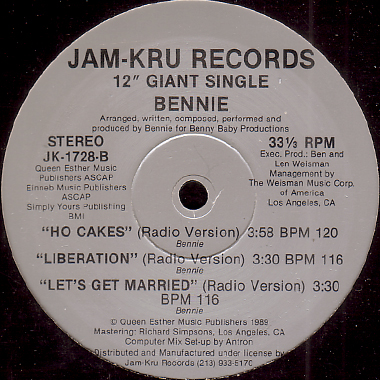 JAM-KRU RECORDS
12" GIANT SINGLE
BENNIE
Arranged, written, composed, performed and
produced by Bennie for Benny Baby Productions
STEREO
JK-1728-B
Queen Esther Music
Publishers ASCAP
Einneb Music Publishers
ASCAP
Simply Yours Publishing
BMI
33⅓ RPM
Exec. Prod.: Ben and
Len Weisman
Management by
The Weisman Music Corp.
of America
Los Angeles, CA
"HO CAKES" (Radio Version) 3:58 BPM 120
Bennie
"LIBERATION" (Radio Version) 3:30 BPM 116
Bennie
"LET'S GET MARRIED" (Radio Version) 3:30
BPM 116
Bennie
© Queen Esther Music Publishers 1989
Mastering: Richard Simpsons, Los Angeles, CA
Computer Mix Set-up by Antron
Distributed and Manufactured under license by
Jam-Kru Records (213) 933-5170